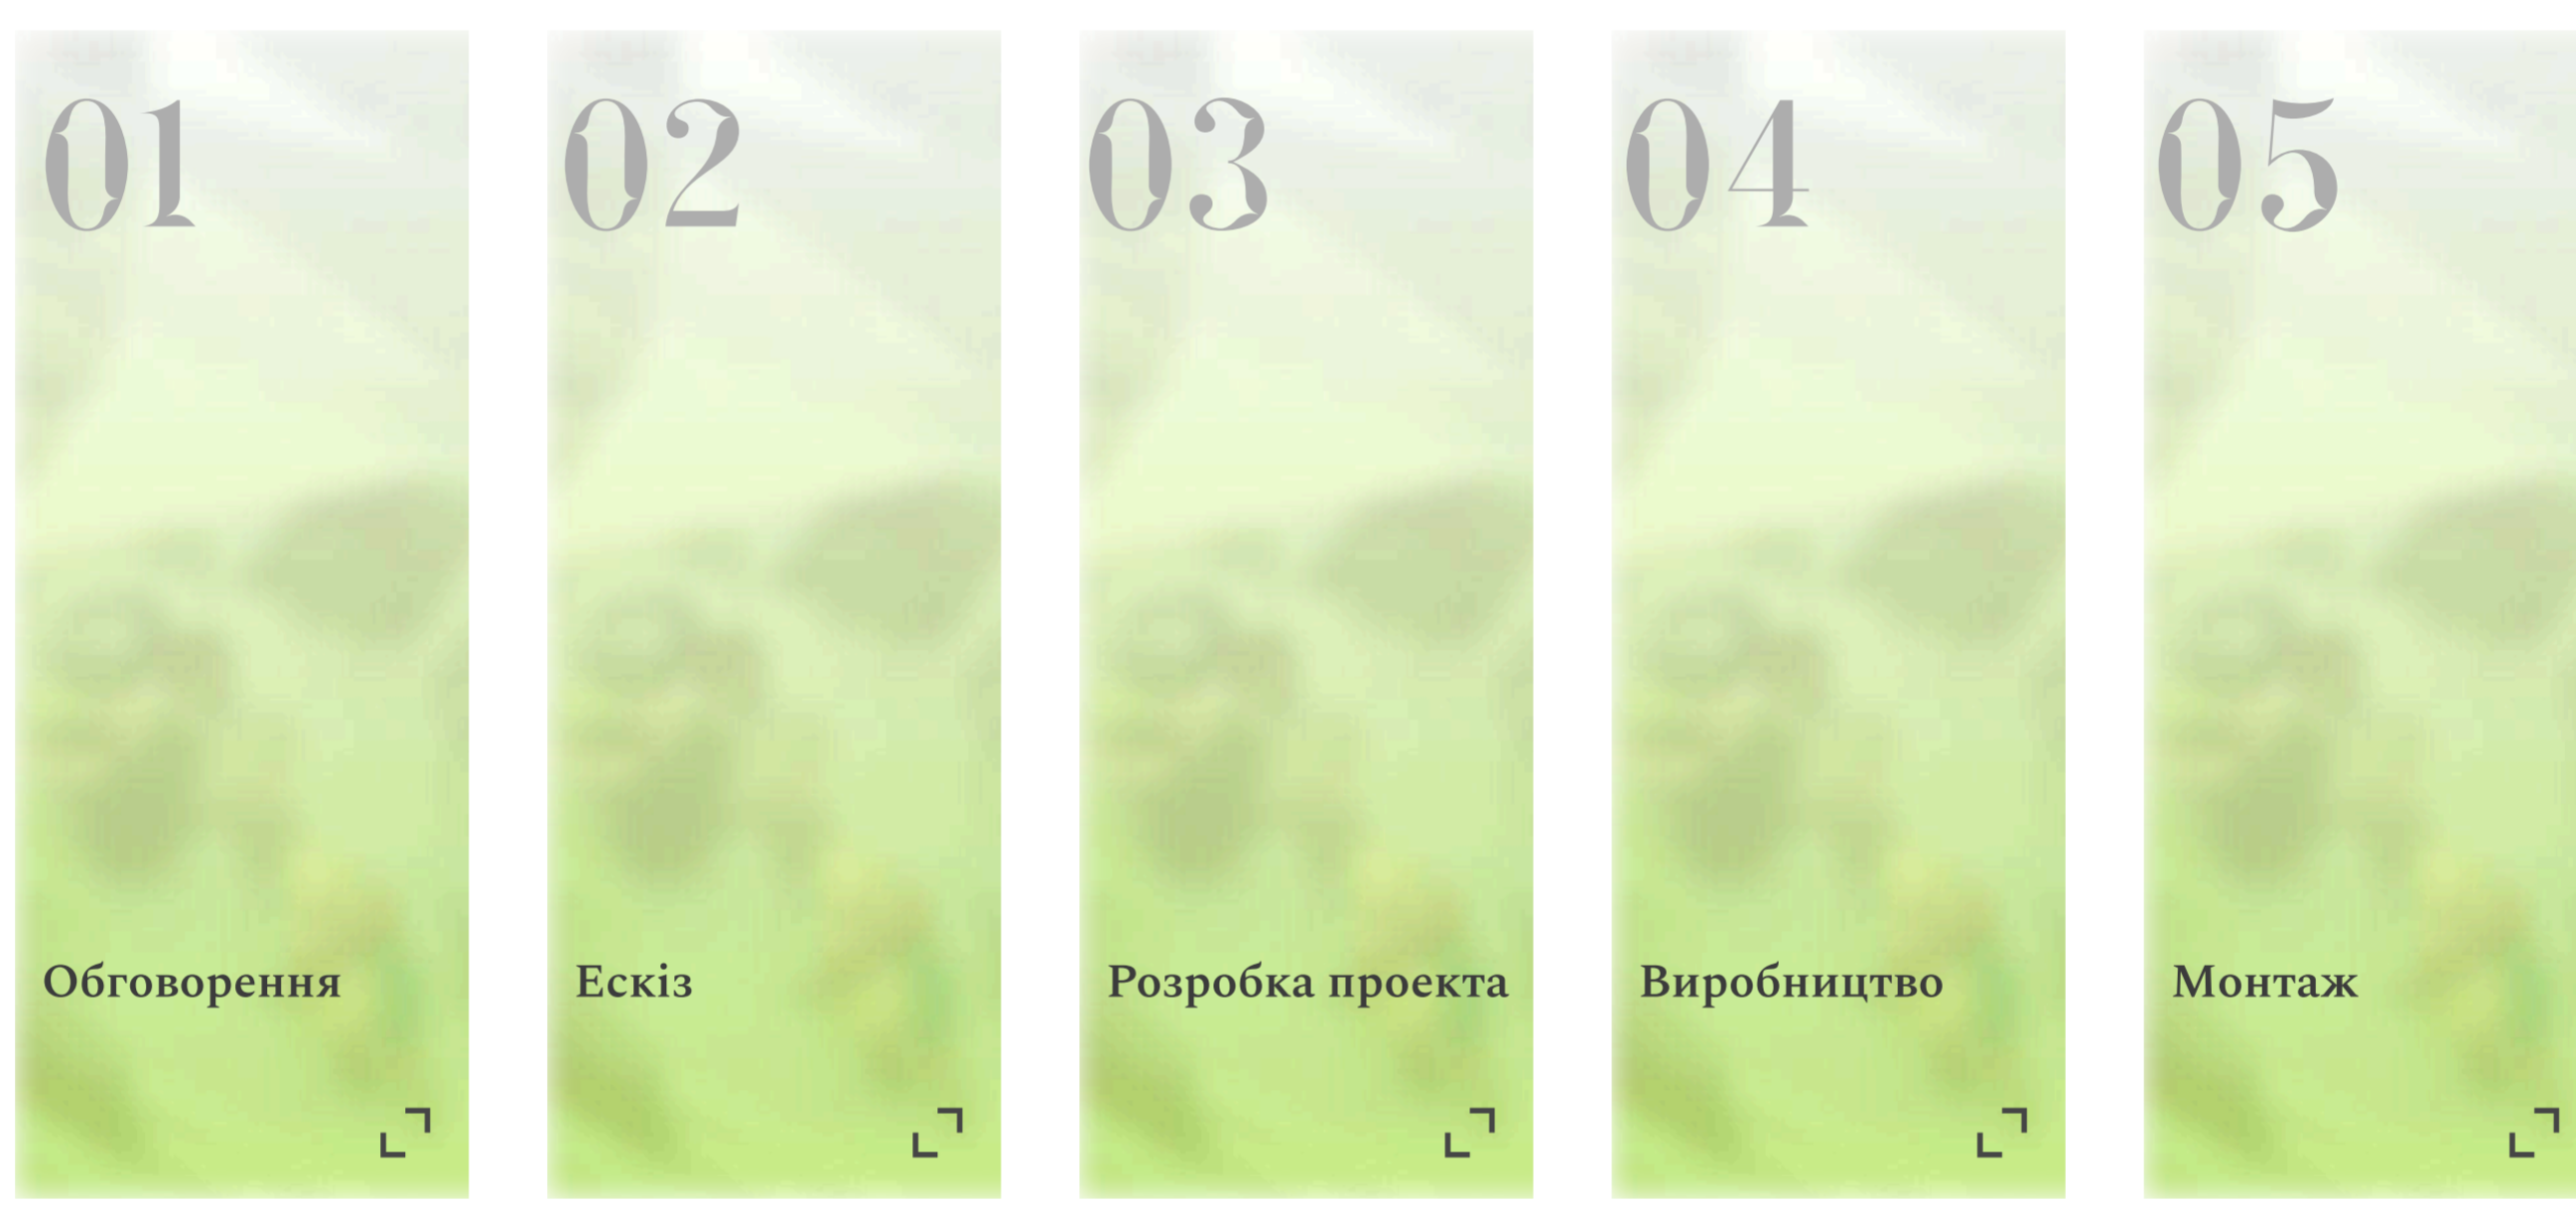 01
02
03
04
05
Обговорення
Ескіз
Розробка проекта
Виробництво
Монтаж